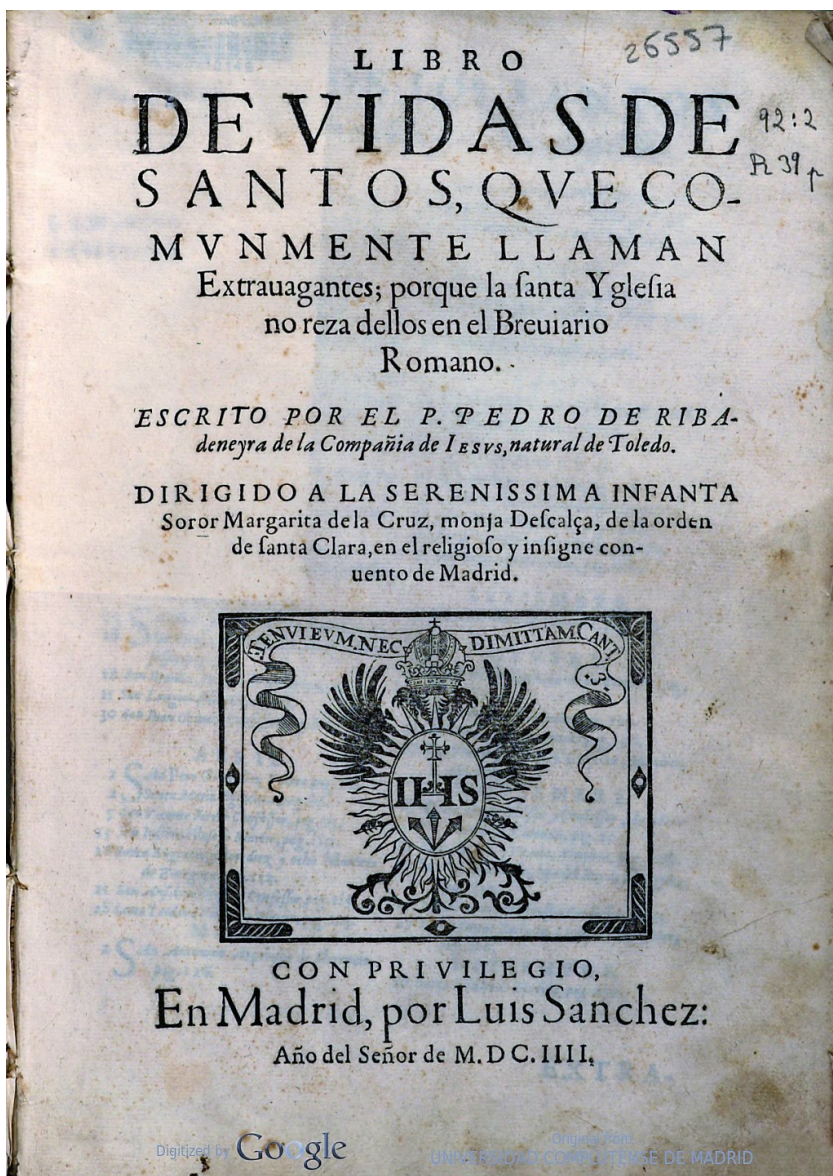 26557
LIBRO
DE VIDAS DE
92:2
SANTOS, QVE CO-
R 39
MVNMENTE LLAMAN
Extrauagantes; porque la ſanta Ygleſia
no reza dellos en el Breuiario
Romano.
ESCRITO POR EL P. PEDRO DE RIBA-
deneyra de la Compañia de IESVS, natural de Toledo.
DIRIGIDO A LA SERENISSIMA INFANTA
Soror Margarita de la Cruz, monja Deſcalça, de la orden
de ſanta Clara, en el religioſo y inſigne con-
uento de Madrid.
TENVI EVM, NEC DIMITTAM, CANT
.3.
IHS
CON PRIVILEGIO,
En Madrid, por Luis Sanchez:
Año del Señor de M.DC.IIII.
EXTRA.
Digitized by Google
Original from
UNIVERSIDAD COMPLUTENSE DE MADRID